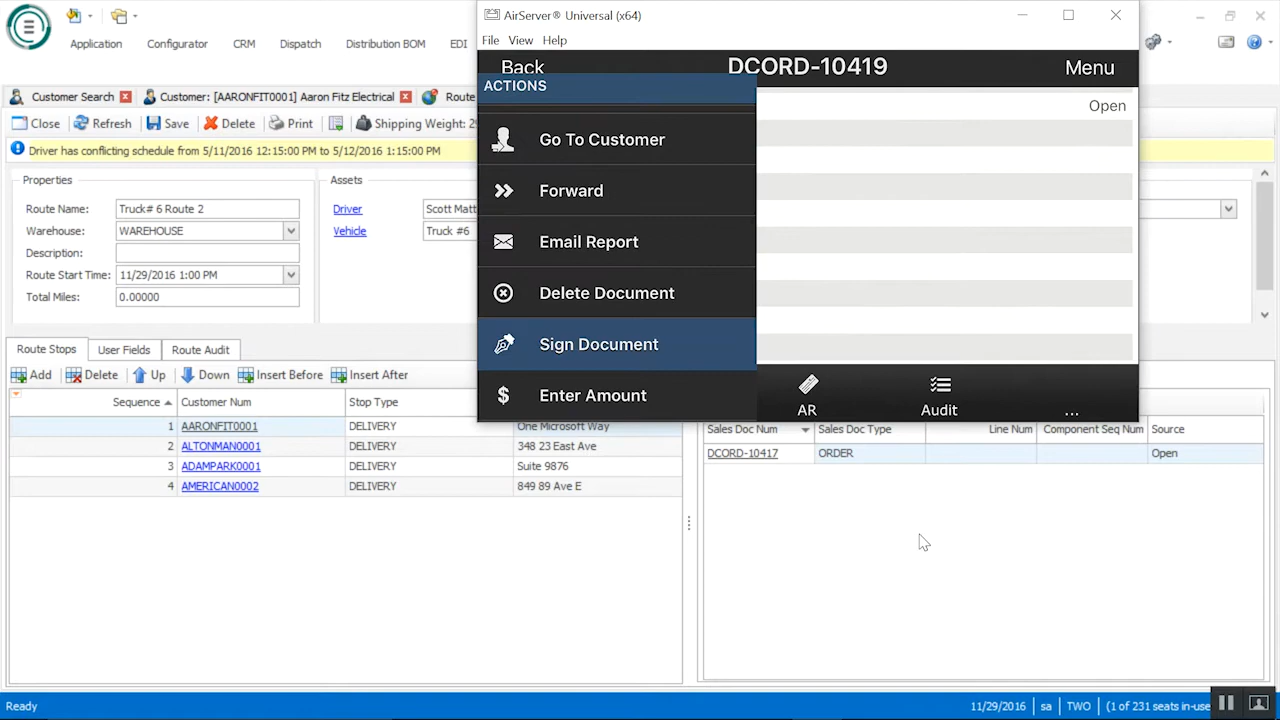 AirServer® Universal (x64)
File View Help
Application Configurator CRM Dispatch Distribution BOM EDI
Back DCORD-10419 Menu
ACTIONS
Open
Go To Customer
Forward
Email Report
Delete Document
Sign Document
Enter Amount
AR Audit ...
Customer Search Customer: [AARONFIT0001] Aaron Fitz Electrical Route
Close Refresh Save Delete Print Shipping Weight:
Driver has conflicting schedule from 5/11/2016 12:15:00 PM to 5/12/2016 1:15:00 PM
Properties Assets
Route Name: Truck# 6 Route 2 Driver Scott Matt
Warehouse: WAREHOUSE Vehicle Truck #6
Description:
Route Start Time: 11/29/2016 1:00 PM
Total Miles: 0.00000
Route Stops User Fields Route Audit
Add Delete Up Down Insert Before Insert After
Sequence Customer Num Stop Type
1 AARONFIT0001 DELIVERY One Microsoft Way
2 ALTONMAN0001 DELIVERY 348 23 East Ave
3 ADAMPARK0001 DELIVERY Suite 9876
4 AMERICAN0002 DELIVERY 849 89 Ave E
Sales Doc Num Sales Doc Type Line Num Component Seq Num Source
DCORD-10417 ORDER Open
Ready 11/29/2016 sa TWO (1 of 231 seats in-use